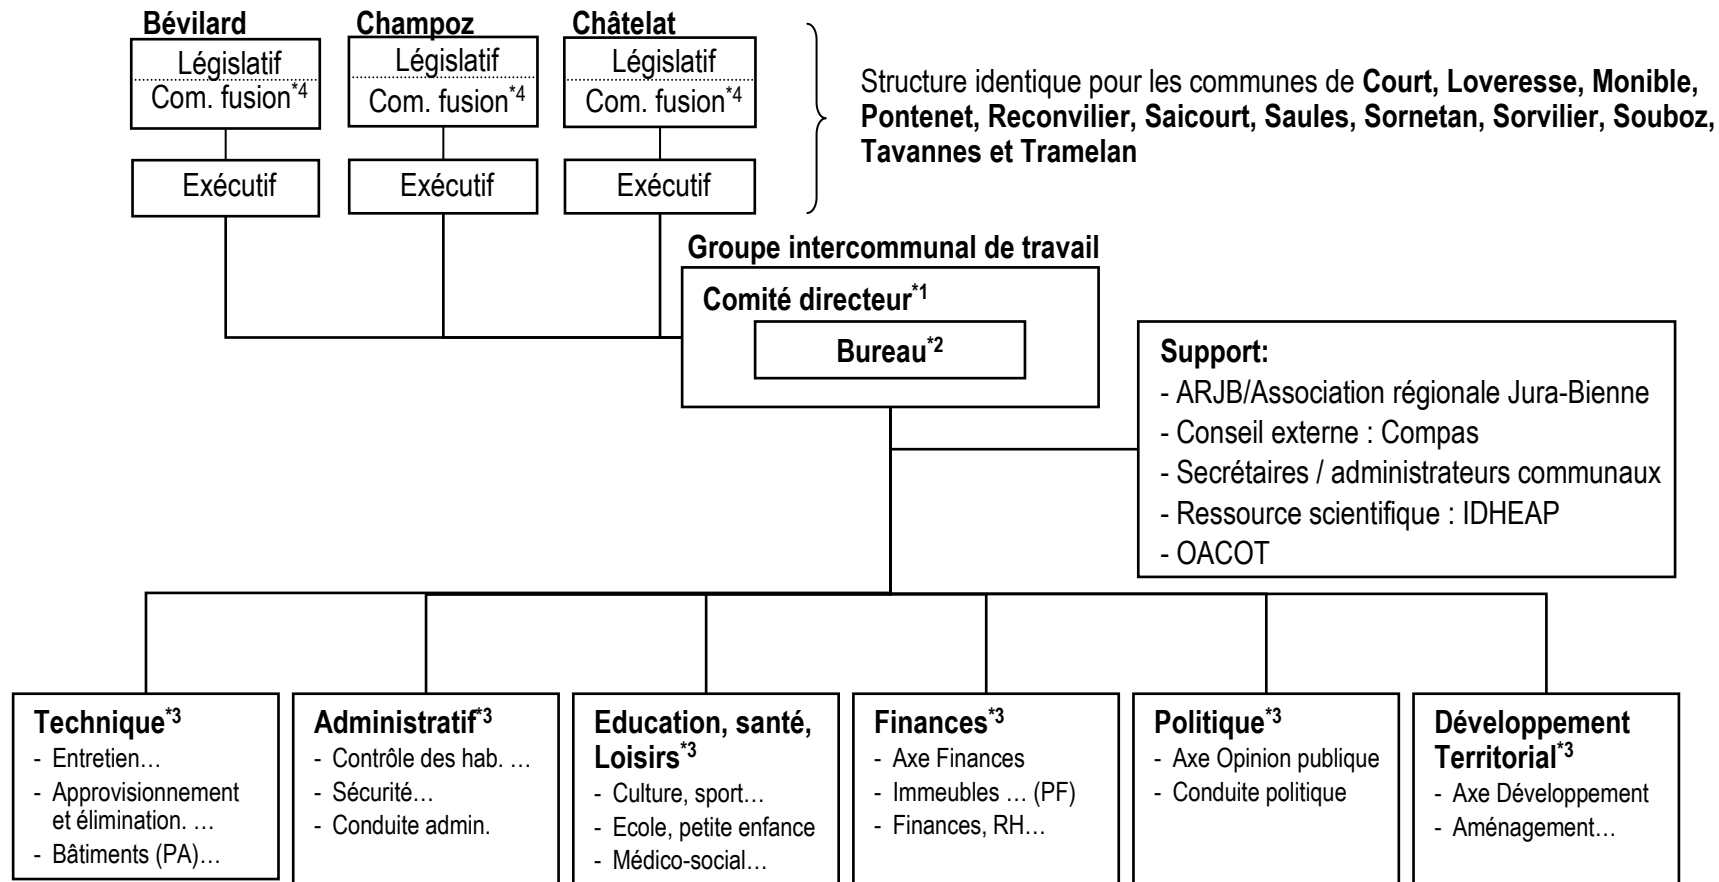 Bévilard
Législatif
Com. fusion*4
Exécutif
Champoz
Législatif
Com. fusion*4
Exécutif
Châtelat
Législatif
Com. fusion*4
Exécutif
Structure identique pour les communes de Court, Loveresse, Monible,
Pontenet, Reconvilier, Saicourt, Saules, Sornetan, Sorvilier, Souboz,
Tavannes et Tramelan
Groupe intercommunal de travail
Comité directeur*1
Bureau*2
Support:
- ARJB/Association régionale Jura-Bienne
- Conseil externe : Compas
- Secrétaires / administrateurs communaux
- Ressource scientifique : IDHEAP
- OACOT
Technique*3
- Entretien…
- Approvisionnement
et élimination. …
- Bâtiments (PA)…
Administratif*3
- Contrôle des hab. …
- Sécurité…
- Conduite admin.
Education, santé,
Loisirs*3
- Culture, sport…
- Ecole, petite enfance
- Médico-social…
Finances*3
- Axe Finances
- Immeubles … (PF)
- Finances, RH…
Politique*3
- Axe Opinion publique
- Conduite politique
Développement
Territorial*3
- Axe Développement
- Aménagement…